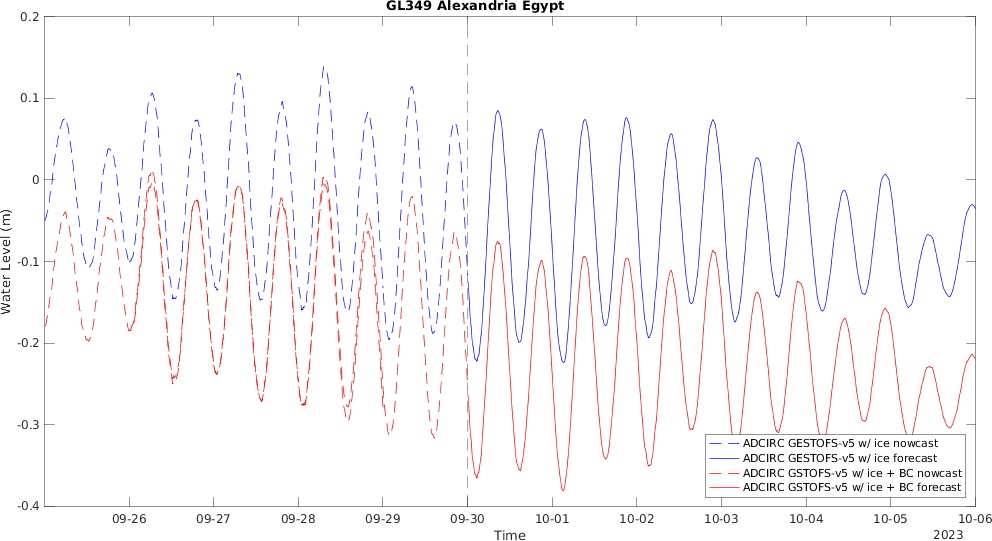 GL349 Alexandria Egypt
0.2
0.1
0
-0.1
-0.2
-0.3
-0.4
Water Level (m)
ADCIRC GESTOFS-v5 w/ ice nowcast
ADCIRC GESTOFS-v5 w/ ice forecast
ADCIRC GSTOFS-v5 w/ ice + BC nowcast
ADCIRC GSTOFS-v5 w/ ice + BC forecast
09-26 09-27 09-28 09-29 09-30 10-01 10-02 10-03 10-04 10-05 10-06
Time
2023